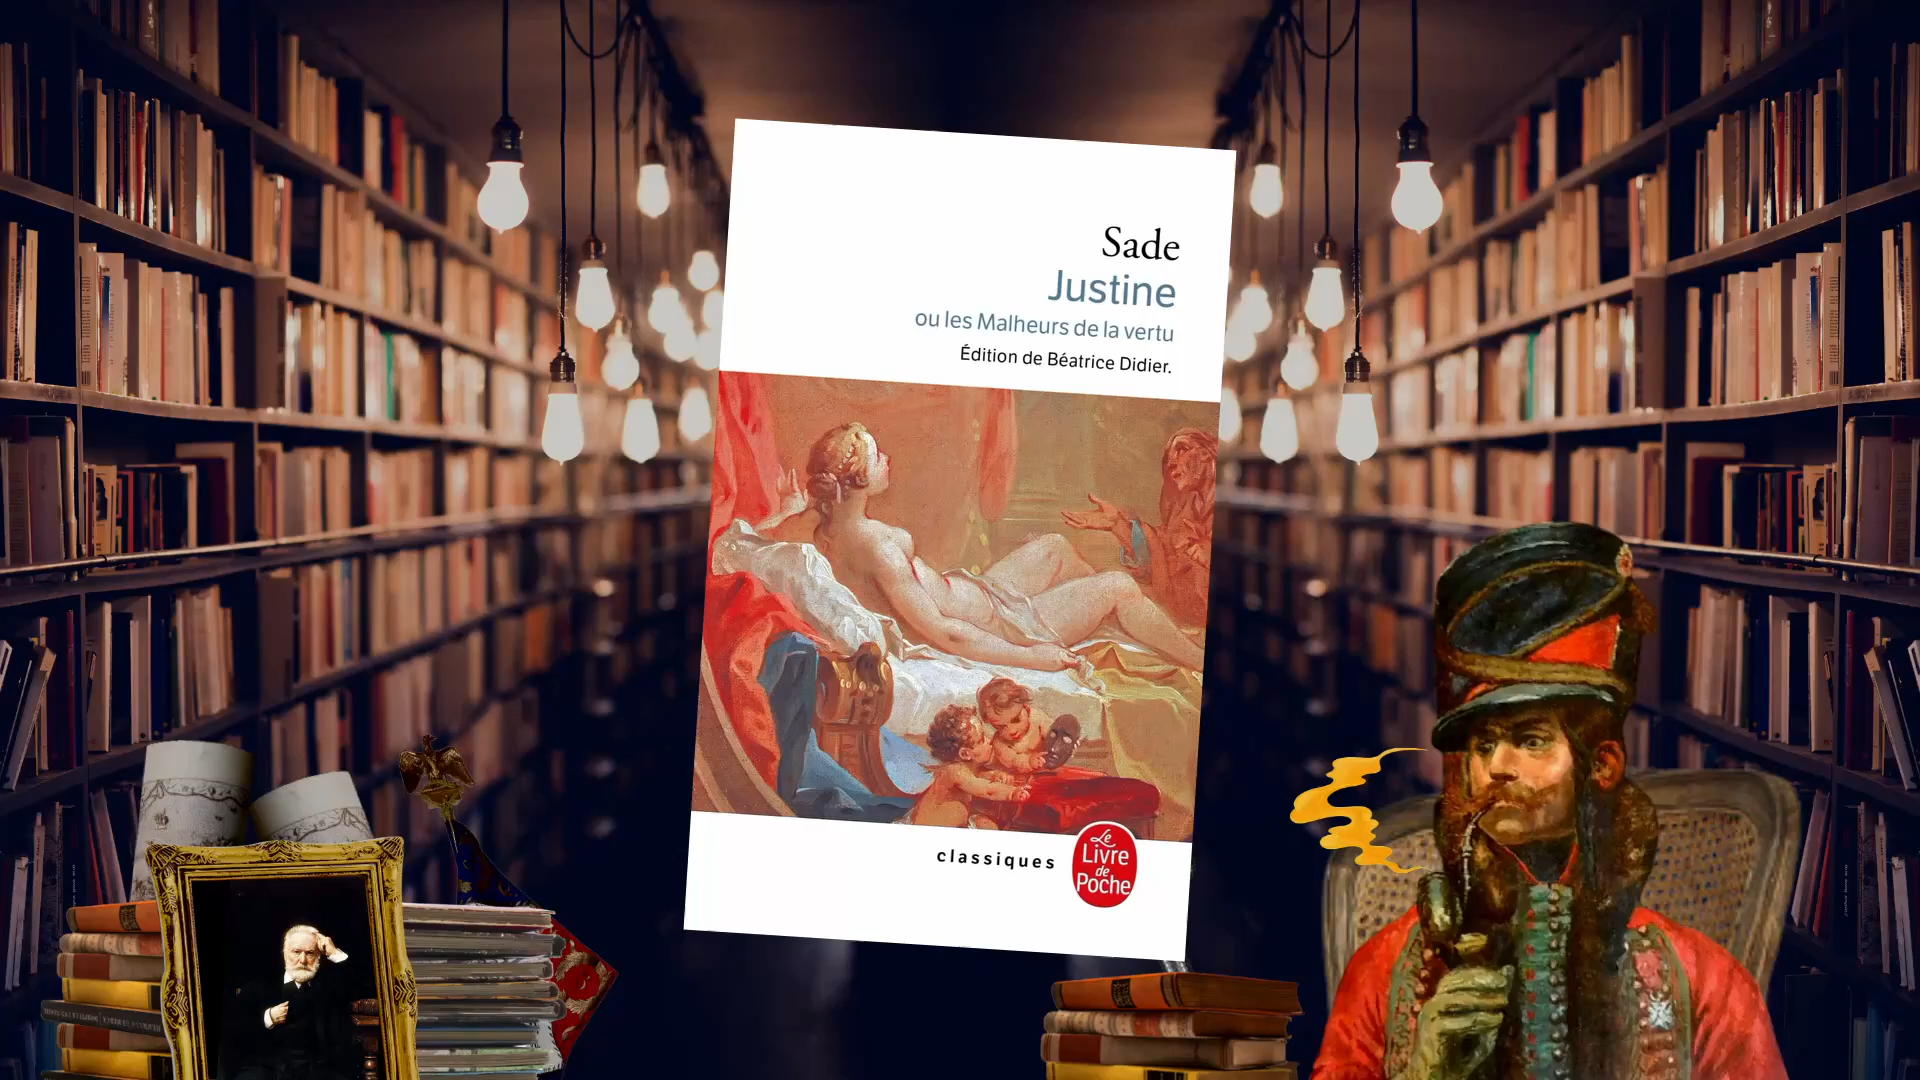 Sade
Justine
ou les Malheurs de la vertu
Édition de Béatrice Didier.
classiques
Le
Livre
de
Poche